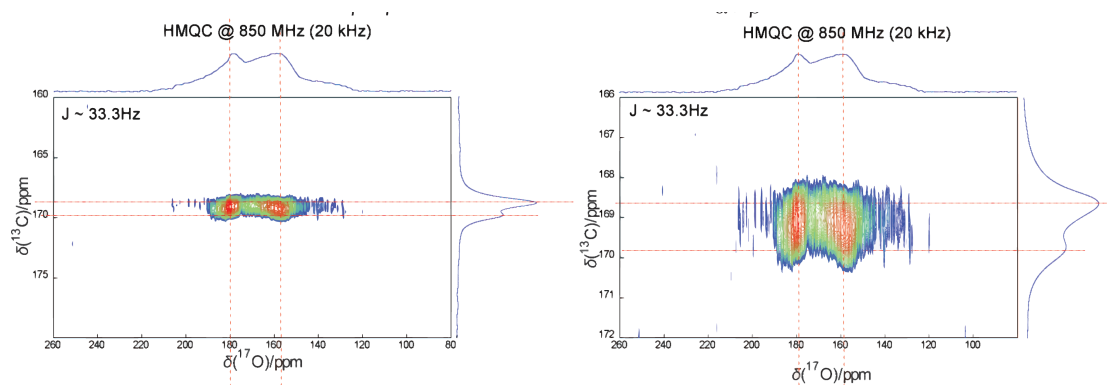 HMQC @ 850 MHz (20 kHz)
J ~ 33.3Hz
160
165
170
175
δ(¹³C)/ppm
260 240 220 200 180 160 140 120 100 80
δ(¹⁷O)/ppm
HMQC @ 850 MHz (20 kHz)
J ~ 33.3Hz
166
167
168
169
170
171
172
δ(¹³C)/ppm
260 240 220 200 180 160 140 120 100
δ(¹⁷O)/ppm